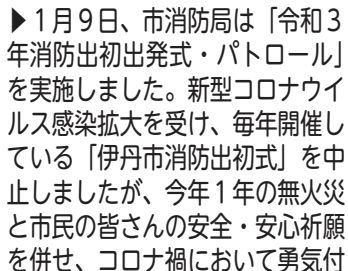 ▶1月9日、市消防局は「令和3
年消防出初出発式・パトロール」
を実施しました。新型コロナウイ
ルス感染拡大を受け、毎年開催し
ている「伊丹市消防出初式」を中
止しましたが、今年1年の無火災
と市民の皆さんの安全・安心祈願
を併せ、コロナ禍において勇気付